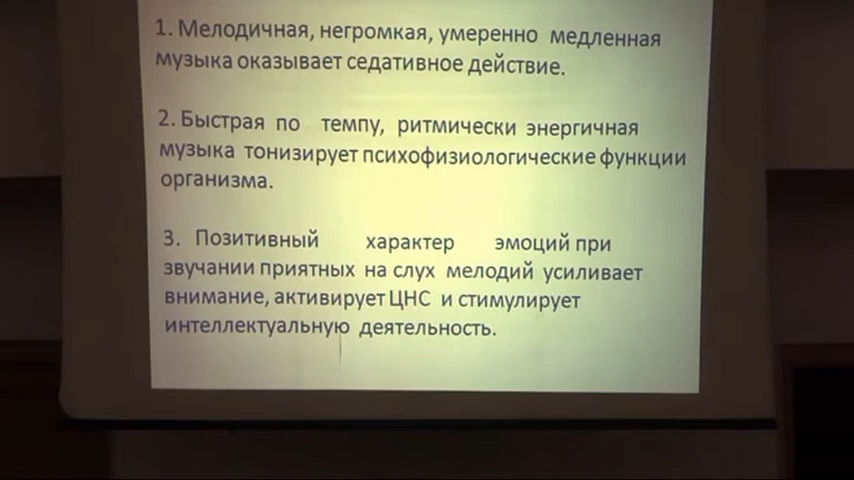 1. Мелодичная, негромкая, умеренно медленная
музыка оказывает седативное действие.
2. Быстрая по темпу, ритмически энергичная
музыка тонизирует психофизиологические функции
организма.
3. Позитивный характер эмоций при
звучании приятных на слух мелодий усиливает
внимание, активирует ЦНС и стимулирует
интеллектуальную деятельность.